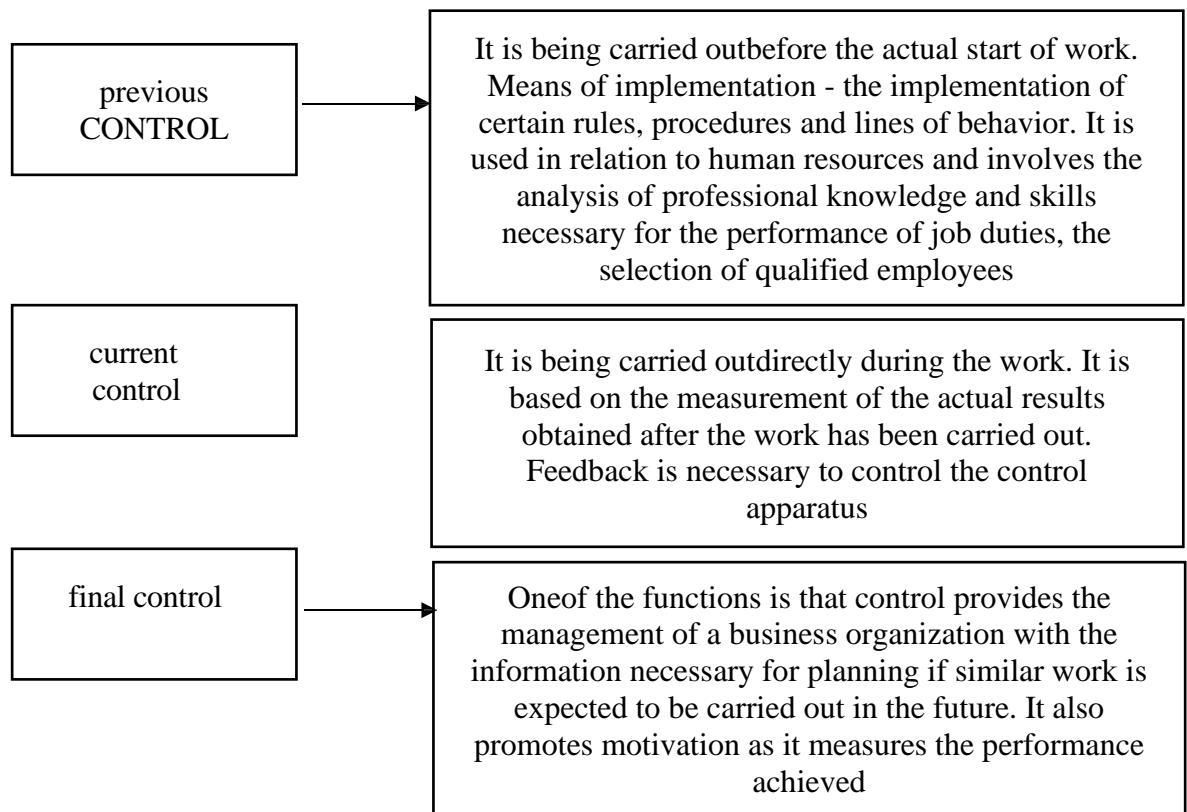 previous
CONTROL
It is being carried outbefore the actual start of work.
Means of implementation - the implementation of
certain rules, procedures and lines of behavior. It is
used in relation to human resources and involves the
analysis of professional knowledge and skills
necessary for the performance of job duties, the
selection of qualified employees
current
control
It is being carried outdirectly during the work. It is
based on the measurement of the actual results
obtained after the work has been carried out.
Feedback is necessary to control the control
apparatus
final control
Oneof the functions is that control provides the
management of a business organization with the
information necessary for planning if similar work is
expected to be carried out in the future. It also
promotes motivation as it measures the performance
achieved